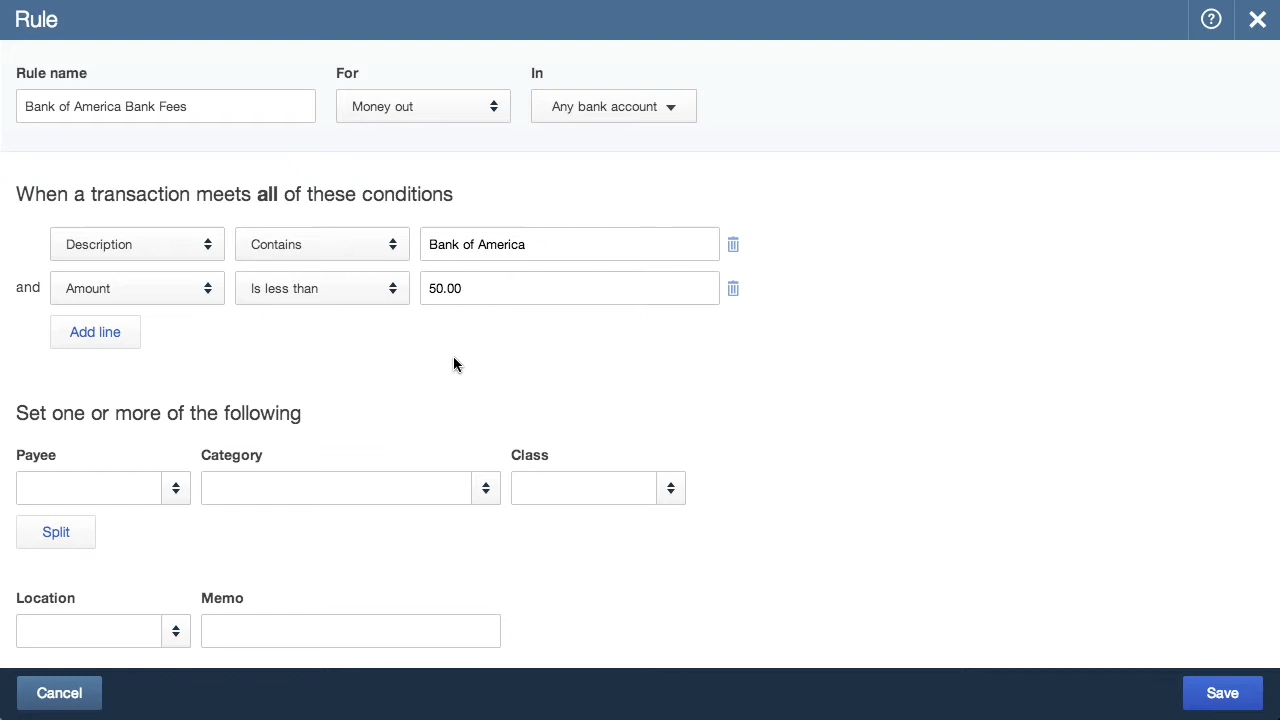 Rule
Rule name
For
In
Bank of America Bank Fees
Money out
Any bank account
When a transaction meets all of these conditions
Description
Contains
Bank of America
and
Amount
Is less than
50.00
Add line
Set one or more of the following
Payee
Category
Class
Split
Location
Memo
Cancel
Save